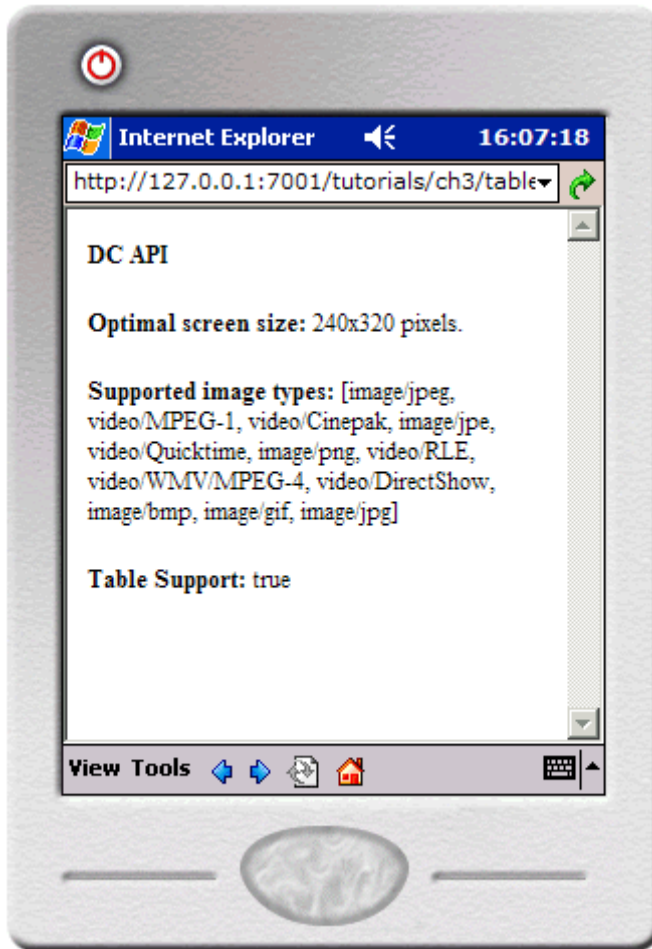 Internet Explorer 16:07:18
http://127.0.0.1:7001/tutorials/ch3/table
DC API
Optimal screen size: 240x320 pixels.
Supported image types: [image/jpeg,
video/MPEG-1, video/Cinepak, image/jpe,
video/Quicktime, image/png, video/RLE,
video/WMV/MPEG-4, video/DirectShow,
image/bmp, image/gif, image/jpg]
Table Support: true
View Tools